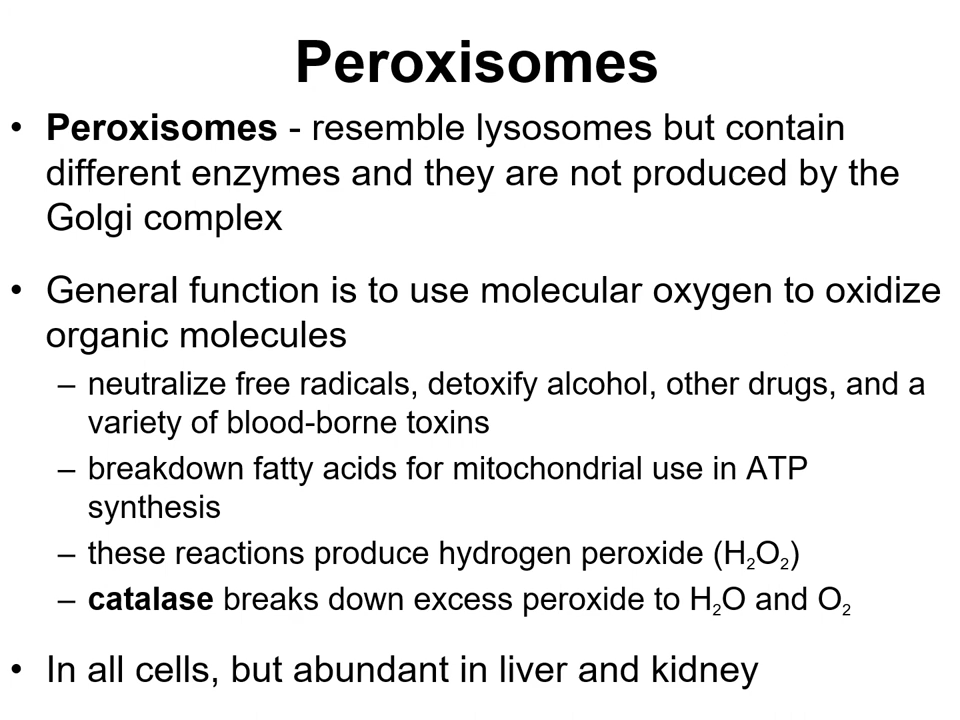 Peroxisomes
• Peroxisomes - resemble lysosomes but contain
different enzymes and they are not produced by the
Golgi complex
• General function is to use molecular oxygen to oxidize
organic molecules
– neutralize free radicals, detoxify alcohol, other drugs, and a
variety of blood-borne toxins
– breakdown fatty acids for mitochondrial use in ATP
synthesis
– these reactions produce hydrogen peroxide (H₂O₂)
– catalase breaks down excess peroxide to H₂O and O₂
• In all cells, but abundant in liver and kidney